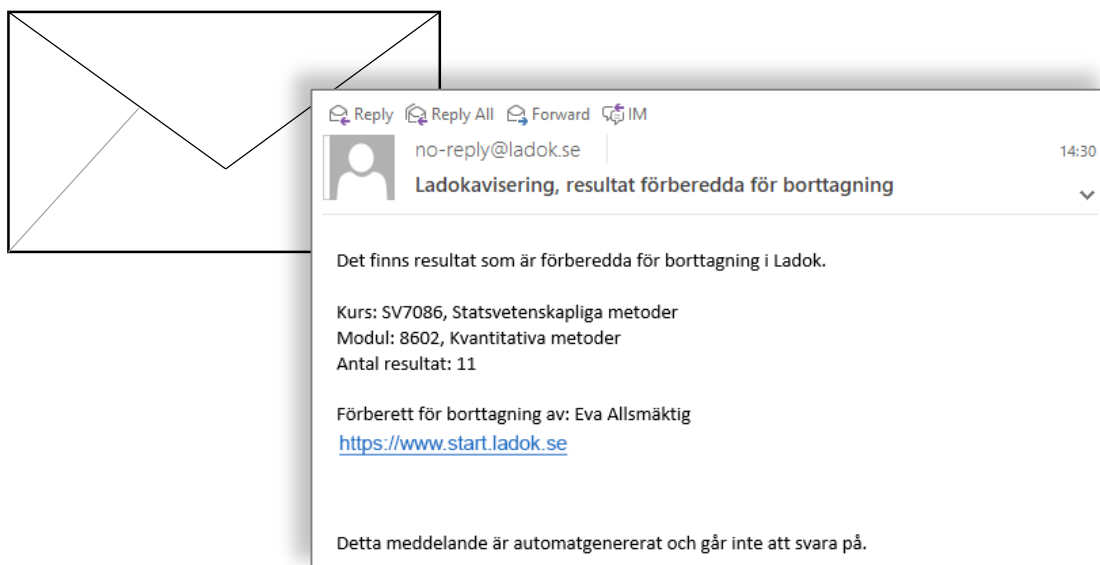 Reply Reply All Forward IM
no-reply@ladok.se 14:30
Ladokavisering, resultat förberedda för borttagning
Det finns resultat som är förberedda för borttagning i Ladok.
Kurs: SV7086, Statsvetenskapliga metoder
Modul: 8602, Kvantitativa metoder
Antal resultat: 11
Förberett för borttagning av: Eva Allsmäktig
https://www.start.ladok.se
Detta meddelande är automatgenererat och går inte att svara på.